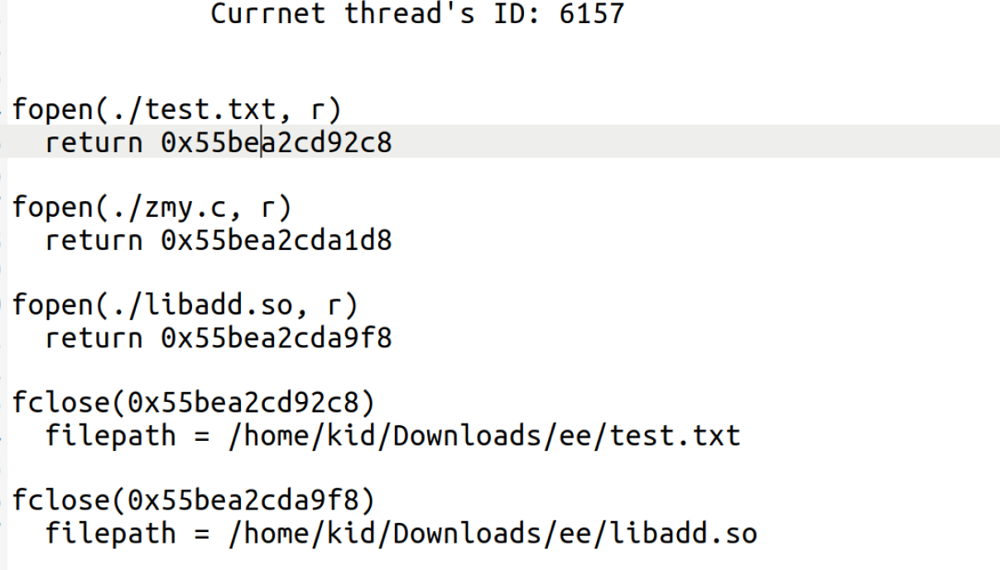 Currnet thread's ID: 6157
fopen(./test.txt, r)
return 0x55bea2cd92c8
fopen(./zmy.c, r)
return 0x55bea2cda1d8
fopen(./libadd.so, r)
return 0x55bea2cda9f8
fclose(0x55bea2cd92c8)
filepath = /home/kid/Downloads/ee/test.txt
fclose(0x55bea2cda9f8)
filepath = /home/kid/Downloads/ee/libadd.so